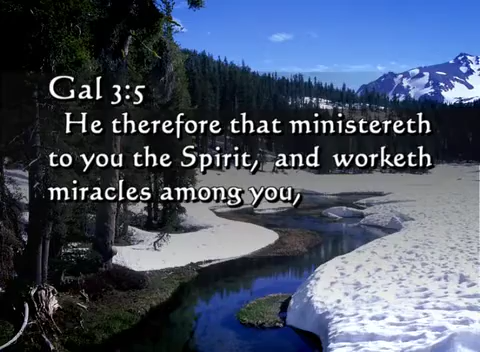 Gal 3:5
He therefore that ministereth
to you the Spirit, and worketh
miracles among you,